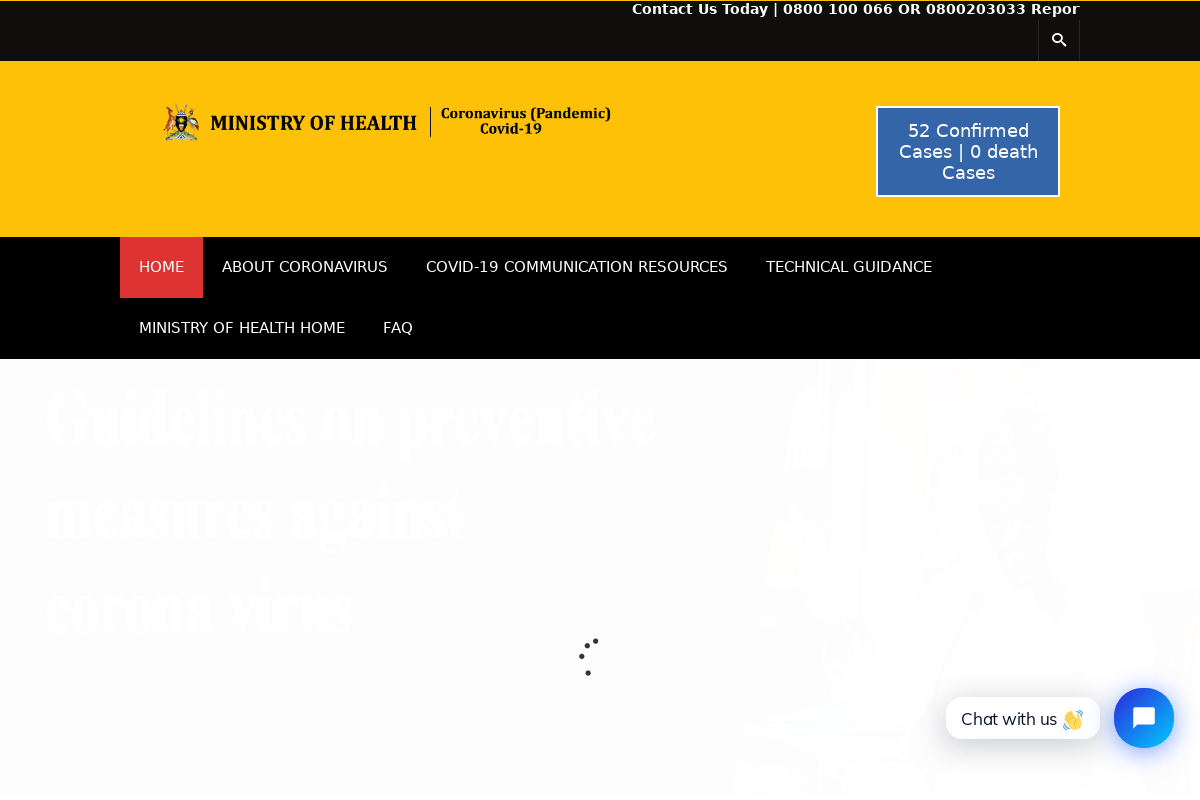 Contact Us Today | 0800 100 066 OR 0800203033 Repor
MINISTRY OF HEALTH
Coronavirus (Pandemic)
Covid-19
52 Confirmed
Cases | 0 death
Cases
HOME
ABOUT CORONAVIRUS
COVID-19 COMMUNICATION RESOURCES
TECHNICAL GUIDANCE
MINISTRY OF HEALTH HOME
FAQ
Guidelines on preventive
measures against
corona virus
Chat with us 👋